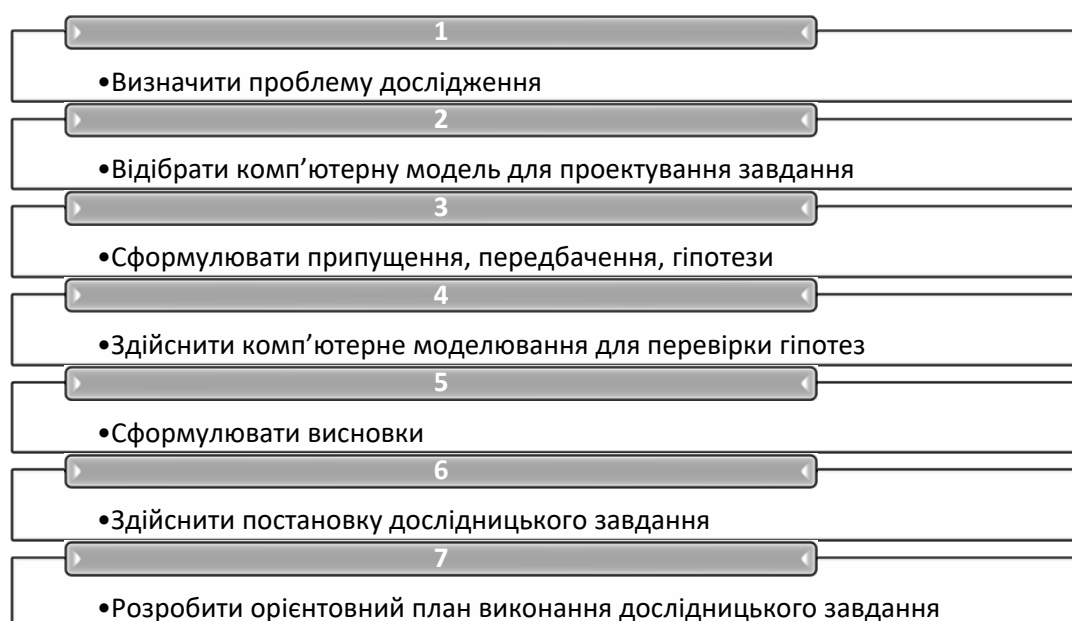 1
•Визначити проблему дослідження
2
•Відібрати комп’ютерну модель для проектування завдання
3
•Сформулювати припущення, передбачення, гіпотези
4
•Здійснити комп’ютерне моделювання для перевірки гіпотез
5
•Сформулювати висновки
6
•Здійснити постановку дослідницького завдання
7
•Розробити орієнтовний план виконання дослідницького завдання